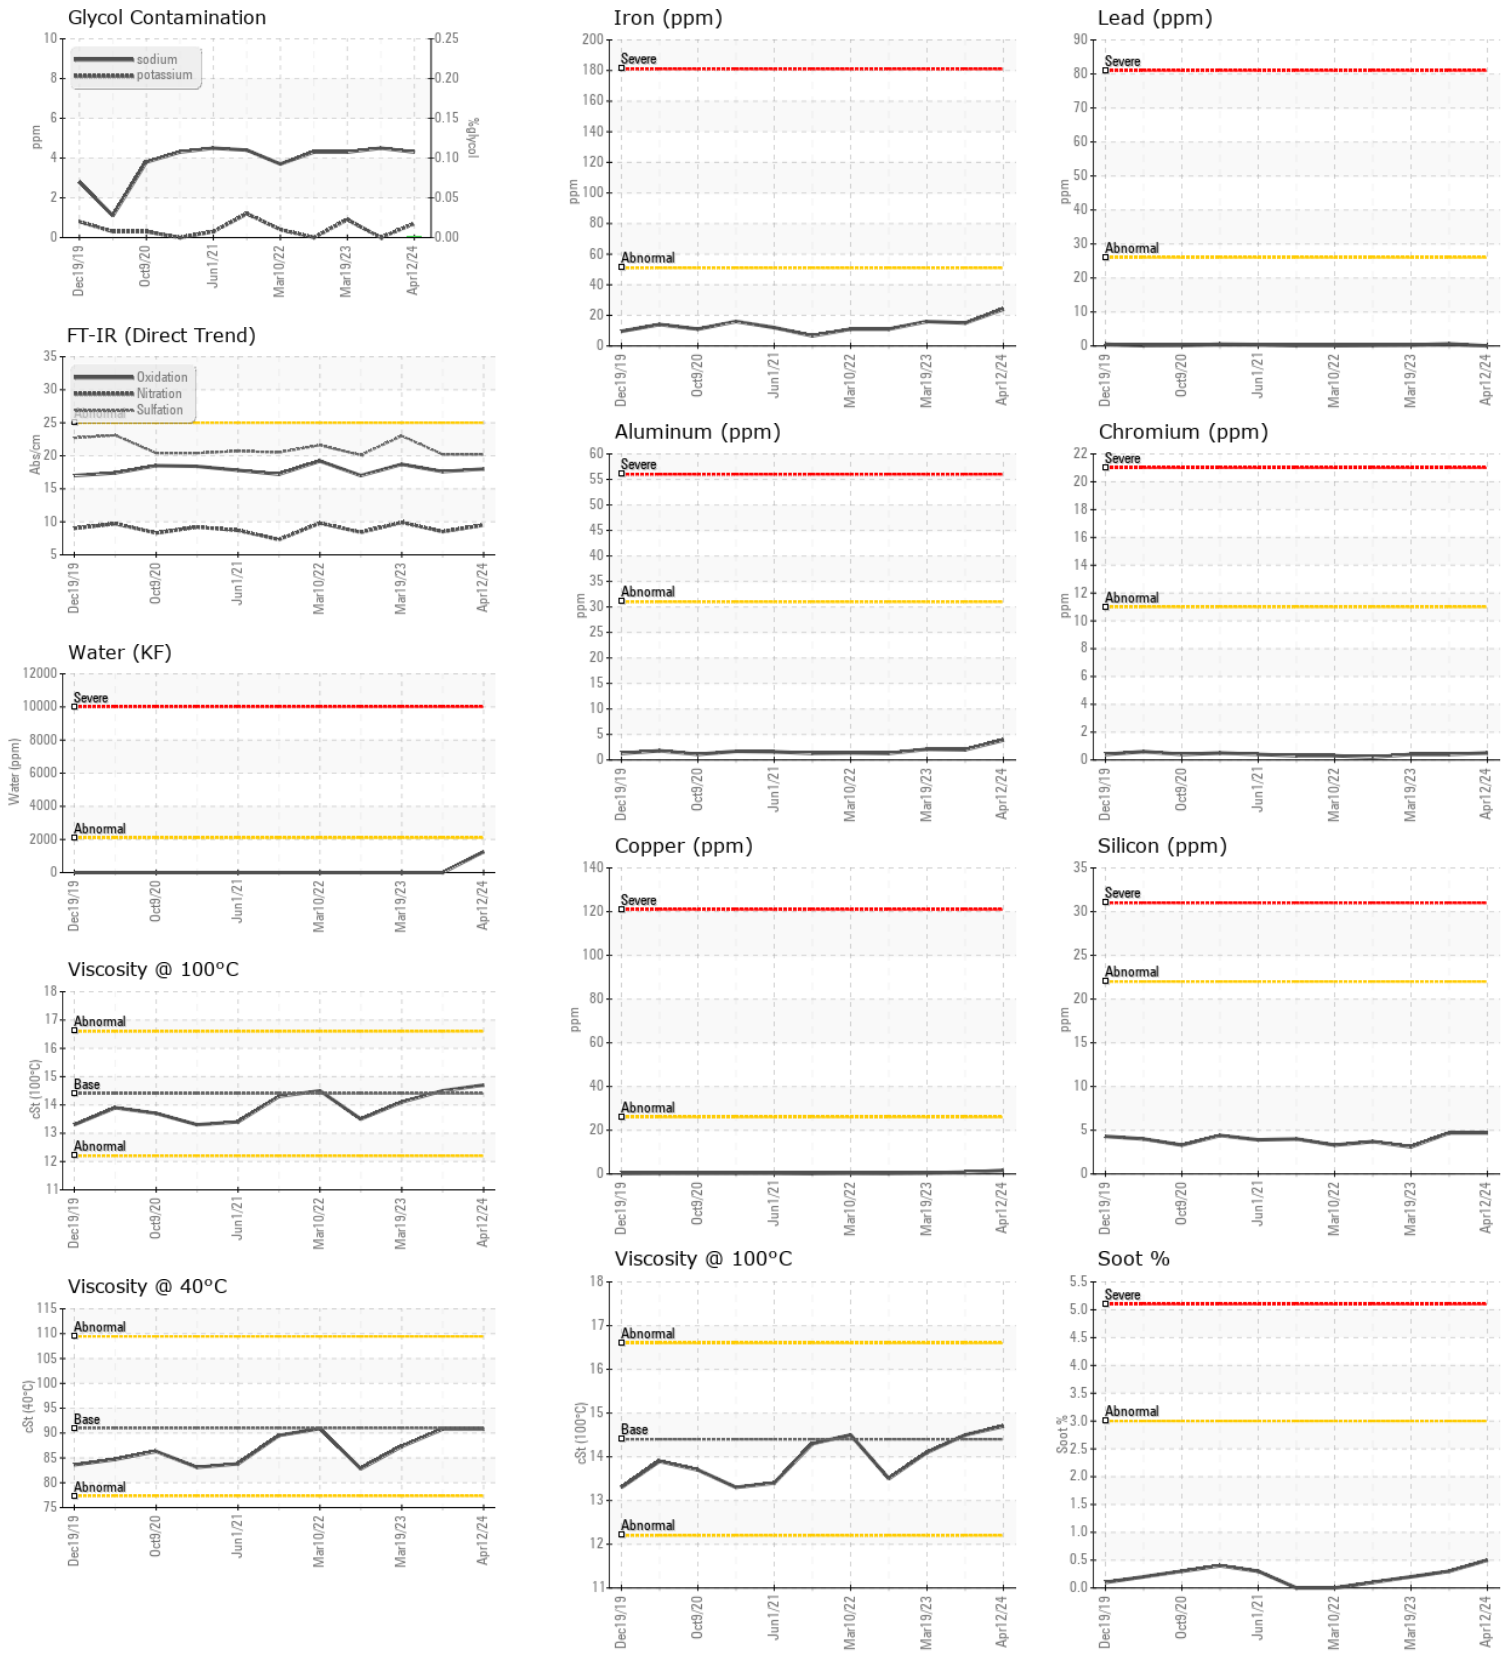 Glycol Contamination
10
8
6
4
2
0
0.25
0.20
0.15
0.10
0.05
0.00
ppm
%glycol
sodium
potassium
Dec19/19
Oct9/20
Jun1/21
Mar10/22
Mar19/23
Apr12/24
FT-IR (Direct Trend)
35
30
25
20
15
10
5
Abs/cm
Oxidation
Nitration
Sulfation
Abnormal
Dec19/19
Oct9/20
Jun1/21
Mar10/22
Mar19/23
Apr12/24
Water (KF)
12000
10000
8000
6000
4000
2000
0
Water (ppm)
Severe
Abnormal
Dec19/19
Oct9/20
Jun1/21
Mar10/22
Mar19/23
Apr12/24
Viscosity @ 100°C
18
17
16
15
14
13
12
11
cSt (100°C)
Abnormal
Base
Abnormal
Dec19/19
Oct9/20
Jun1/21
Mar10/22
Mar19/23
Apr12/24
Viscosity @ 40°C
115
110
105
100
95
90
85
80
75
cSt (40°C)
Abnormal
Base
Abnormal
Dec19/19
Oct9/20
Jun1/21
Mar10/22
Mar19/23
Apr12/24
Iron (ppm)
200
180
160
140
120
100
80
60
40
20
0
ppm
Severe
Abnormal
Dec19/19
Oct9/20
Jun1/21
Mar10/22
Mar19/23
Apr12/24
Aluminum (ppm)
60
55
50
45
40
35
30
25
20
15
10
5
0
ppm
Severe
Abnormal
Dec19/19
Oct9/20
Jun1/21
Mar10/22
Mar19/23
Apr12/24
Copper (ppm)
140
120
100
80
60
40
20
0
ppm
Severe
Abnormal
Dec19/19
Oct9/20
Jun1/21
Mar10/22
Mar19/23
Apr12/24
Viscosity @ 100°C
18
17
16
15
14
13
12
11
cSt (100°C)
Abnormal
Base
Abnormal
Dec19/19
Oct9/20
Jun1/21
Mar10/22
Mar19/23
Apr12/24
Lead (ppm)
90
80
70
60
50
40
30
20
10
0
ppm
Severe
Abnormal
Dec19/19
Oct9/20
Jun1/21
Mar10/22
Mar19/23
Apr12/24
Chromium (ppm)
22
20
18
16
14
12
10
8
6
4
2
0
ppm
Severe
Abnormal
Dec19/19
Oct9/20
Jun1/21
Mar10/22
Mar19/23
Apr12/24
Silicon (ppm)
35
30
25
20
15
10
5
0
ppm
Severe
Abnormal
Dec19/19
Oct9/20
Jun1/21
Mar10/22
Mar19/23
Apr12/24
Soot %
5.5
5.0
4.5
4.0
3.5
3.0
2.5
2.0
1.5
1.0
0.5
0.0
Soot %
Severe
Abnormal
Dec19/19
Oct9/20
Jun1/21
Mar10/22
Mar19/23
Apr12/24